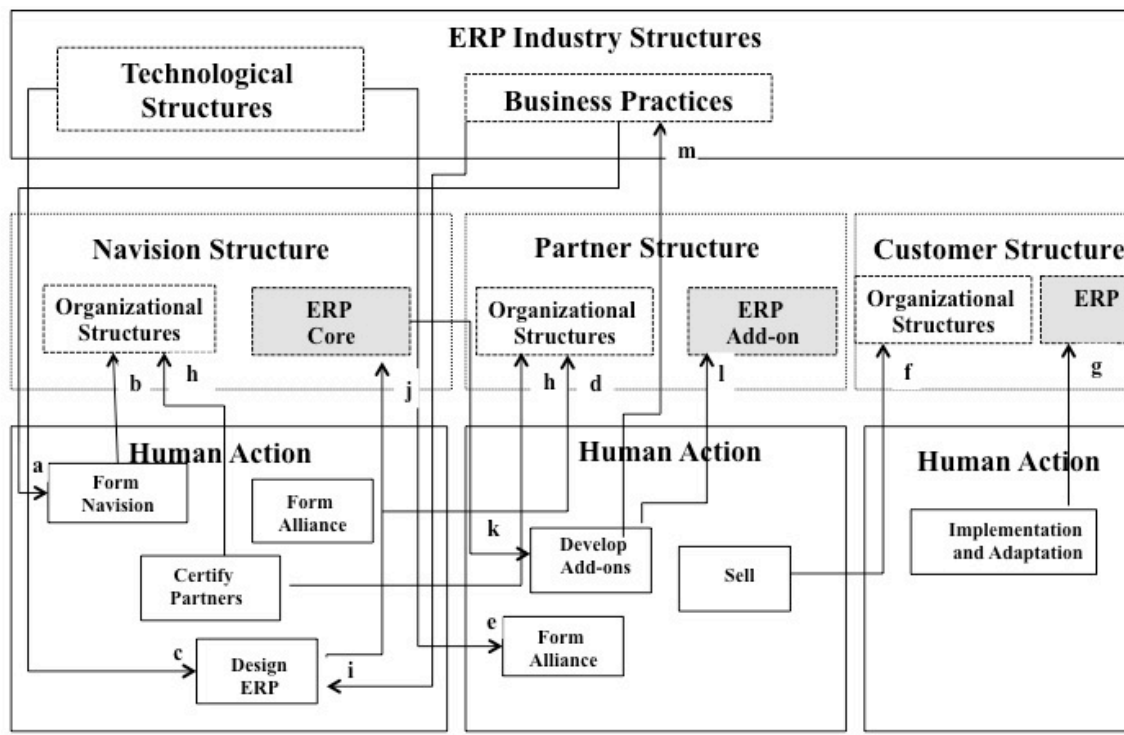 ERP Industry Structures
Technological
Structures
Business Practices
m
Navision Structure
Organizational
Structures
ERP
Core
b
h
j
Partner Structure
Organizational
Structures
ERP
Add-on
h
d
l
Customer Structure
Organizational
Structures
ERP
f
g
Human Action
a
Form
Navision
Form
Alliance
Certify
Partners
c
Design
ERP
i
Human Action
k
Develop
Add-ons
Sell
e
Form
Alliance
Human Action
Implementation
and Adaptation